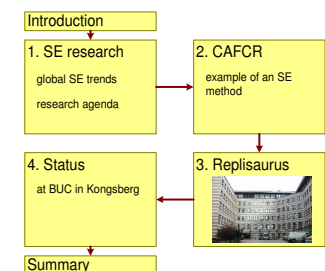 Introduction
1. SE research
global SE trends
research agenda
2. CAFCR
example of an SE
method
3. Replisaurus
4. Status
at BUC in Kongsberg
Summary